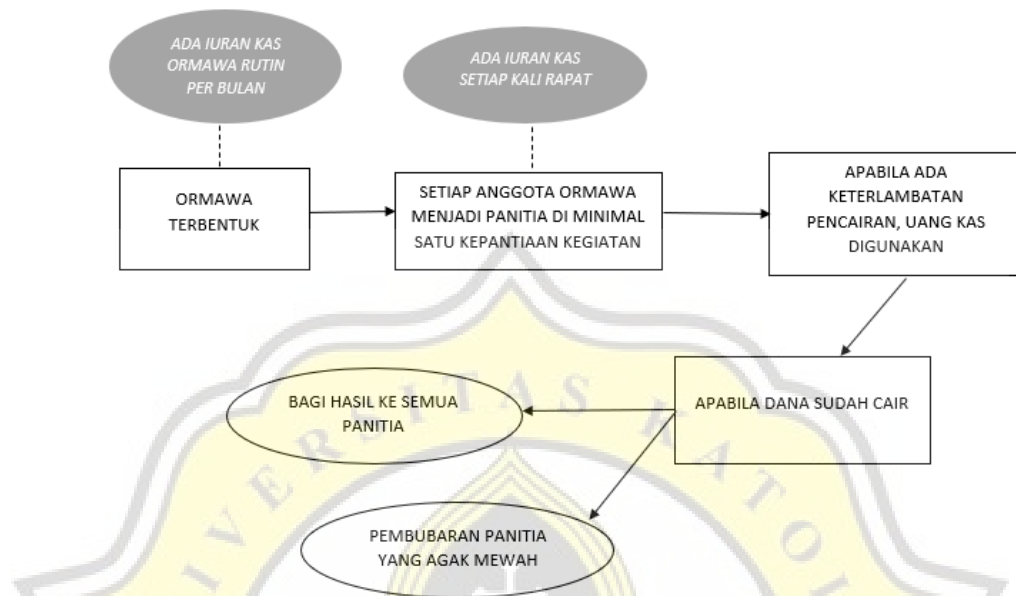 ADA IURAN KAS
ORMAWA RUTIN
PER BULAN
ADA IURAN KAS
SETIAP KALI RAPAT
ORMAWA
TERBENTUK
SETIAP ANGGOTA ORMAWA
MENJADI PANITIA DI MINIMAL
SATU KEPANTIAAN KEGIATAN
APABILA ADA
KETERLAMBATAN
PENCAIRAN, UANG KAS
DIGUNAKAN
APABILA DANA SUDAH CAIR
BAGI HASIL KE SEMUA
PANITIA
PEMBUBARAN PANITIA
YANG AGAK MEWAH